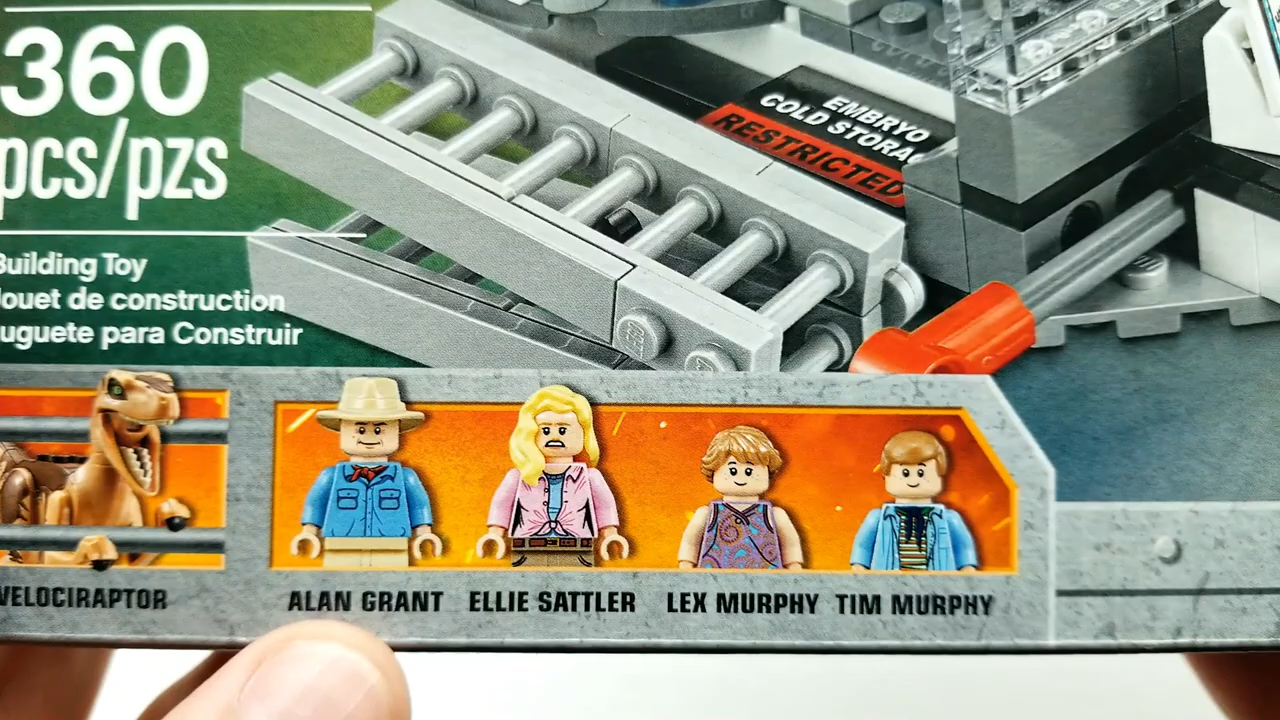 360
pcs/pzs
Building Toy
Jouet de construction
uguete para Construir
EMBRYO
COLD STORA
RESTRICTED
VELOCIRAPTOR
ALAN GRANT
ELLIE SATTLER
LEX MURPHY
TIM MURPHY